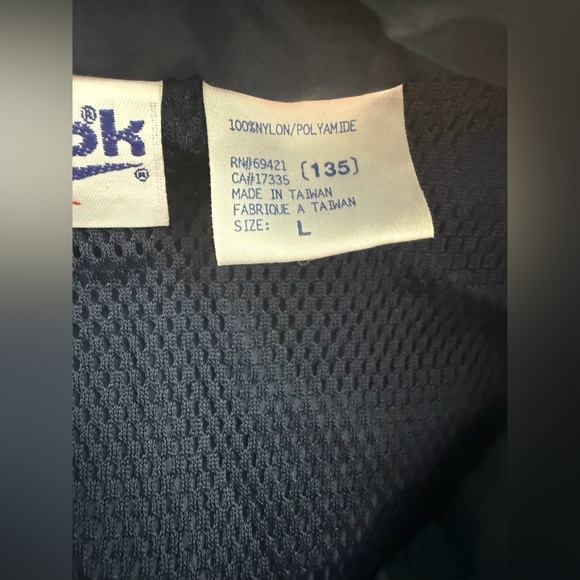 ok®
®
100%NYLON/POLYAMIDE
RN#69421 (135)
CA#17335
MADE IN TAIWAN
FABRIQUE A TAIWAN
SIZE: L